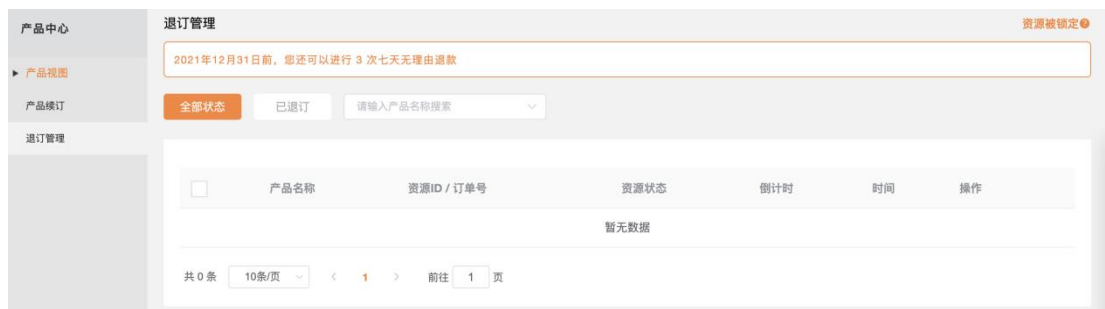 产品中心
产品视图
产品续订
退订管理
退订管理
资源被锁定
2021年12月31日前，您还可以进行 3 次七天无理由退款
全部状态 已退订 请输入产品名称搜索
产品名称 资源ID / 订单号 资源状态 倒计时 时间 操作
暂无数据
共 0 条 10条/页 1 前往 1 页